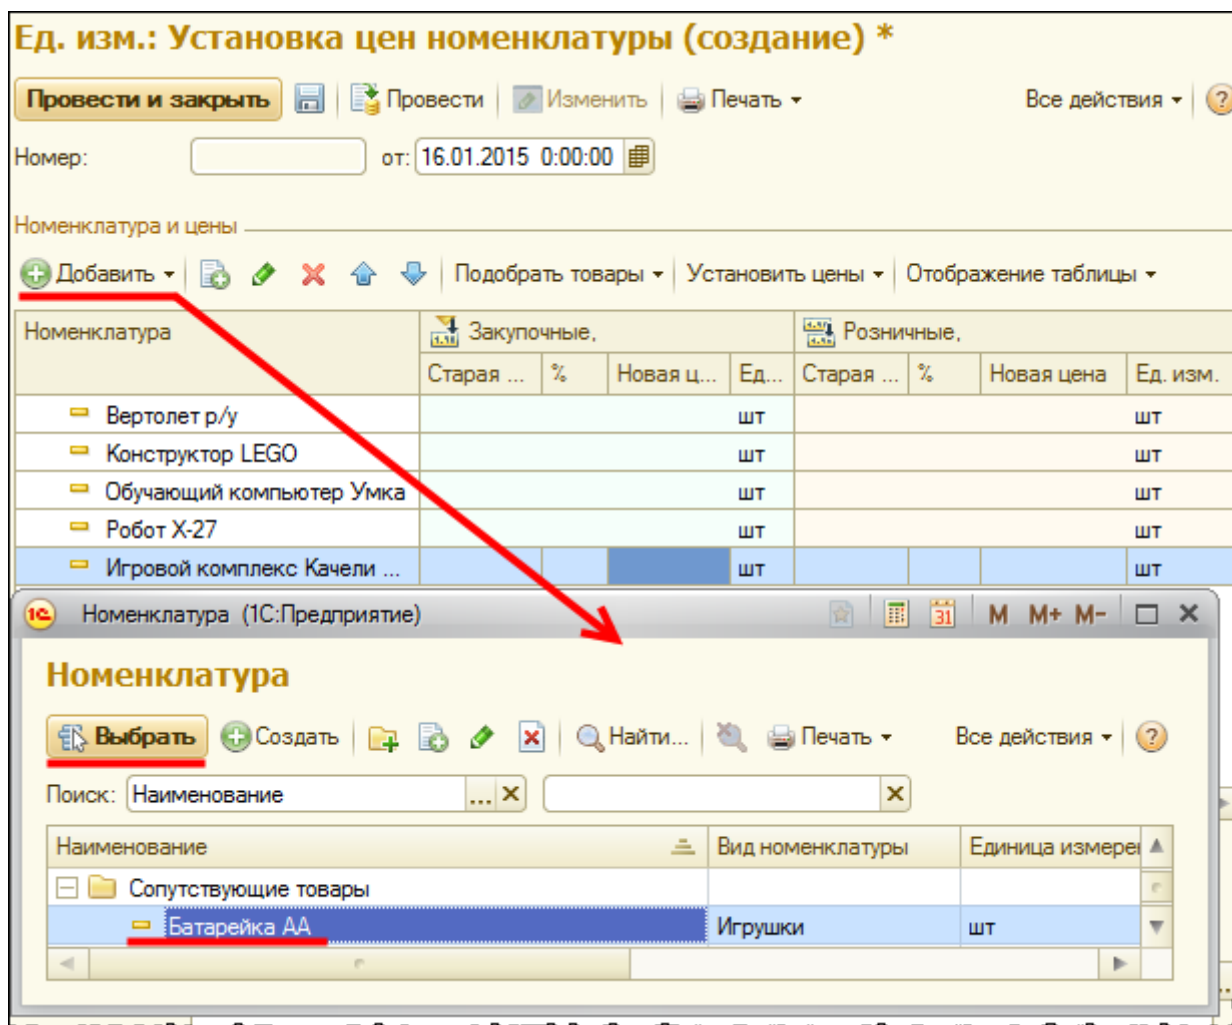 Ед. изм.: Установка цен номенклатуры (создание) *
Провести и закрыть Провести Изменить Печать Все действия ?
Номер: от: 16.01.2015 0:00:00
Номенклатура и цены
Добавить Подобрать товары Установить цены Отображение таблицы
Номенклатура Закупочные, Розничные,
Старая ... % Новая ц... Ед... Старая ... % Новая цена Ед. изм.
Вертолет р/у шт шт
Конструктор LEGO шт шт
Обучающий компьютер Умка шт шт
Робот X-27 шт шт
Игровой комплекс Качели ... шт шт
1С Номенклатура (1С:Предприятие) 31 M M+ M-
Номенклатура
Выбрать Создать Найти... Печать Все действия ?
Поиск: Наименование ...
Наименование Вид номенклатуры Единица измере
Сопутствующие товары
Батарейка АА Игрушки шт